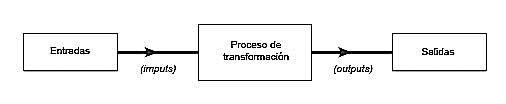 Entradas
(imputs)
Proceso de
transformación
(outputs)
Salidas